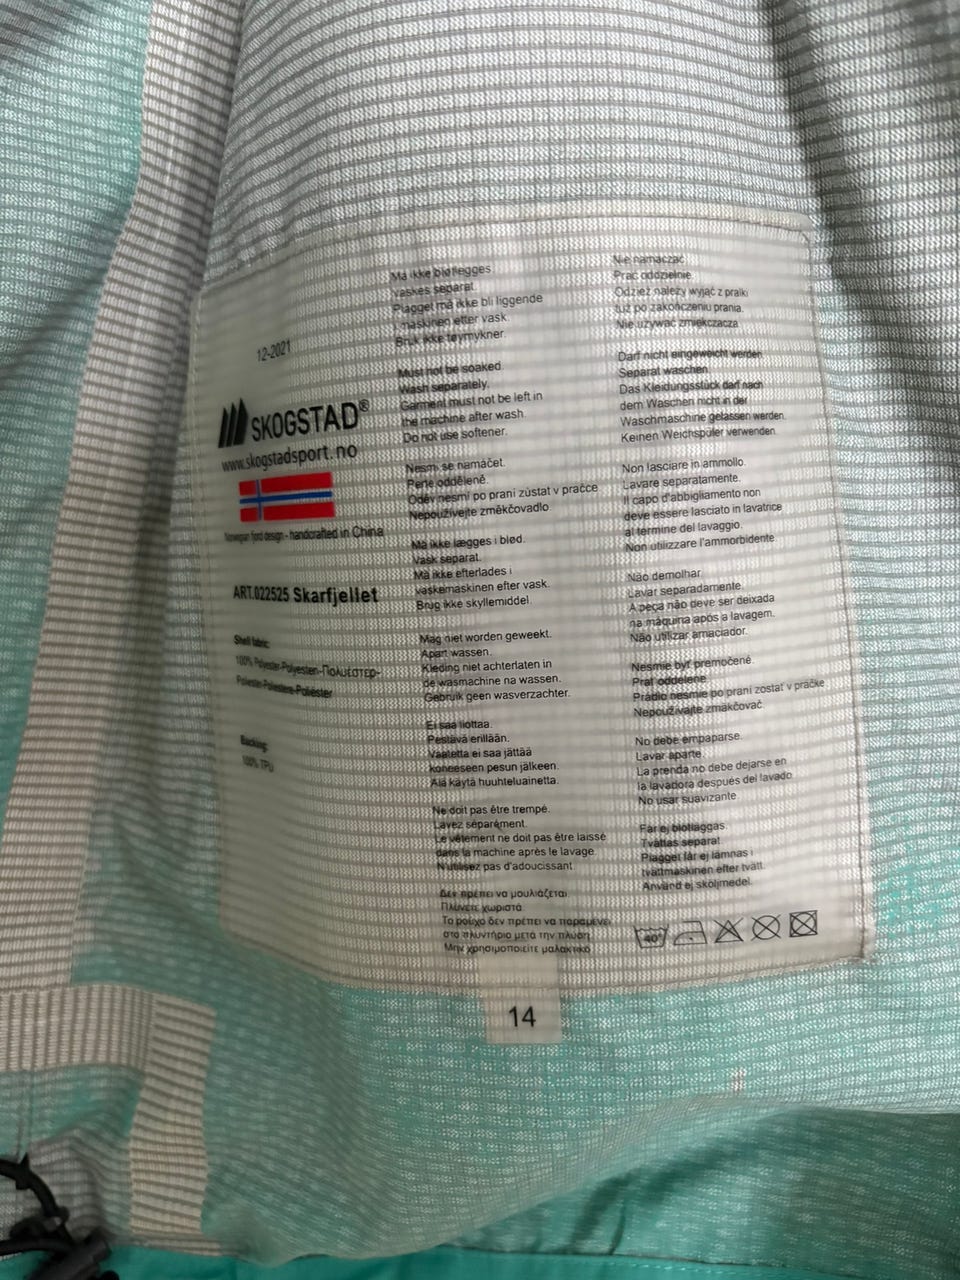 12-2021
SKOGSTAD®
www.skogstadsport.no
Norwegian fjord design - handcrafted in China
ART.022525 Skarfjellet
Shell fabric:
100% Polyester-Polyesten-Πολυέστερ-
Poliester-Poliestere-Poliéster
Backing:
100% TPU
Må ikke bløtlegges
Vaskes separat.
Plagget må ikke bli liggende
i maskinen etter vask.
Bruk ikke tøymykner.
Must not be soaked.
Wash separately.
Garment must not be left in
the machine after wash.
Do not use softener.
Nesmí se namáčet.
Perte odděleně.
Oděv nesmí po praní zůstat v pračce
Nepoužívejte změkčovadlo
Må ikke lægges i blød.
Vask separat.
Må ikke efterlades i
vaskemaskinen efter vask.
Brug ikke skyllemiddel.
Mag niet worden geweekt.
Apart wassen.
Kleding niet achterlaten in
de wasmachine na wassen.
Gebruik geen wasverzachter.
Ei saa liottaa.
Pestävä erillään.
Vaatetta ei saa jättää
koneeseen pesun jälkeen.
Älä käytä huuhteluainetta.
Ne doit pas être trempé.
Lavez séparément.
Le vêtement ne doit pas être laissé
dans la machine après le lavage.
N'utilisez pas d'adoucissant
Δεν πρέπει να μουλιάζεται
Πλύνετε χωριστά
Το ρούχο δεν πρέπει να παραμένει
στο πλυντήριο μετά την πλύση
Μην χρησιμοποιείτε μαλακτικό
Nie namaczać
Prać oddzielnie.
Odzież należy wyjąć z pralki
tuż po zakończeniu prania.
Nie używać zmiękczacza
Darf nicht eingeweicht werden
Separat waschen.
Das Kleidungsstück darf nach
dem Waschen nicht in der
Waschmaschine gelassen werden.
Keinen Weichspüler verwenden.
Non lasciare in ammollo.
Lavare separatamente.
Il capo d'abbigliamento non
deve essere lasciato in lavatrice
al termine del lavaggio.
Non utilizzare l'ammorbidente
Não demolhar.
Lavar separadamente.
A peça não deve ser deixada
na máquina após a lavagem.
Não utilizar amaciador.
Nesmie byť premočené.
Prať oddelene.
Prádlo nesmie po praní zostať v práčke
Nepoužívajte zmäkčovač.
No debe empaparse.
Lavar aparte.
La prenda no debe dejarse en
la lavadora después del lavado
No usar suavizante.
Får ej blötläggas.
Tvättas separat
Plagget får ej lämnas i
tvättmaskinen efter tvätt.
Använd ej sköljmedel.
40°
14